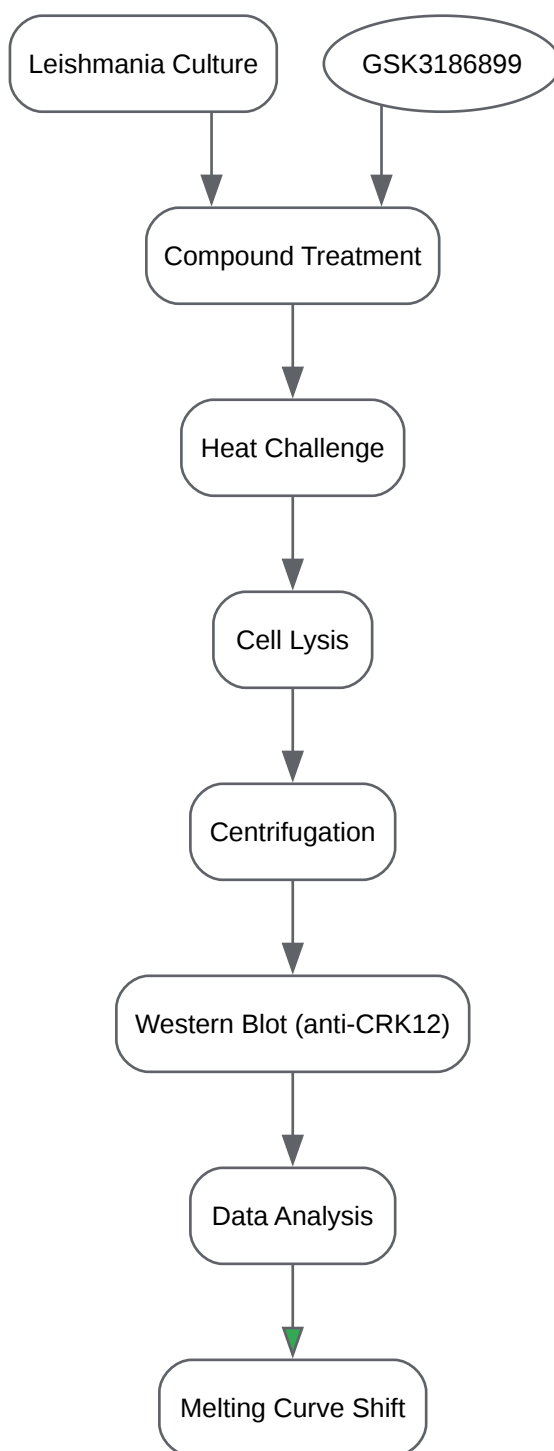 Leishmania Culture
GSK3186899
Compound Treatment
Heat Challenge
Cell Lysis
Centrifugation
Western Blot (anti-CRK12)
Data Analysis
Melting Curve Shift